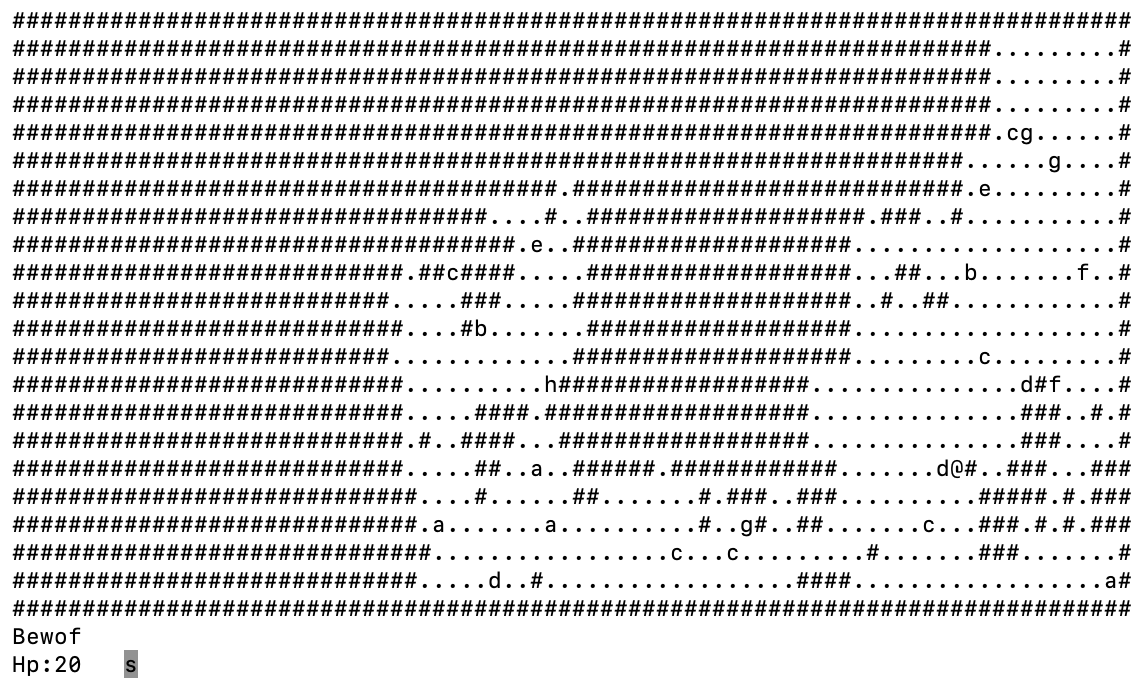 ################################################################################
######################################################################.........#
######################################################################.........#
######################################################################.........#
######################################################################.cg......#
####################################################################......g....#
#######################################.############################.e.........#
##################################....#..####################.###..#...........#
####################################.e..####################...................#
############################.##c####.....###################...##...b.......f..#
###########################.....###.....####################..#..##............#
############################....#b.......###################...................#
###########################.............####################.........c.........#
############################..........h##################...............d#f....#
############################.....####.###################...............###..#.#
############################.#..####...##################...............###....#
############################.....##..a..######.############.......d@#..###...###
#############################....#......##.......#.###..###..........#####.#.###
#############################.a.......a..........#..g#..##.......c...###.#.#.###
##############################.................c...c.........#.......###.......#
#############################.....d..#..................####..................a#
################################################################################
Bewof
Hp:20   s